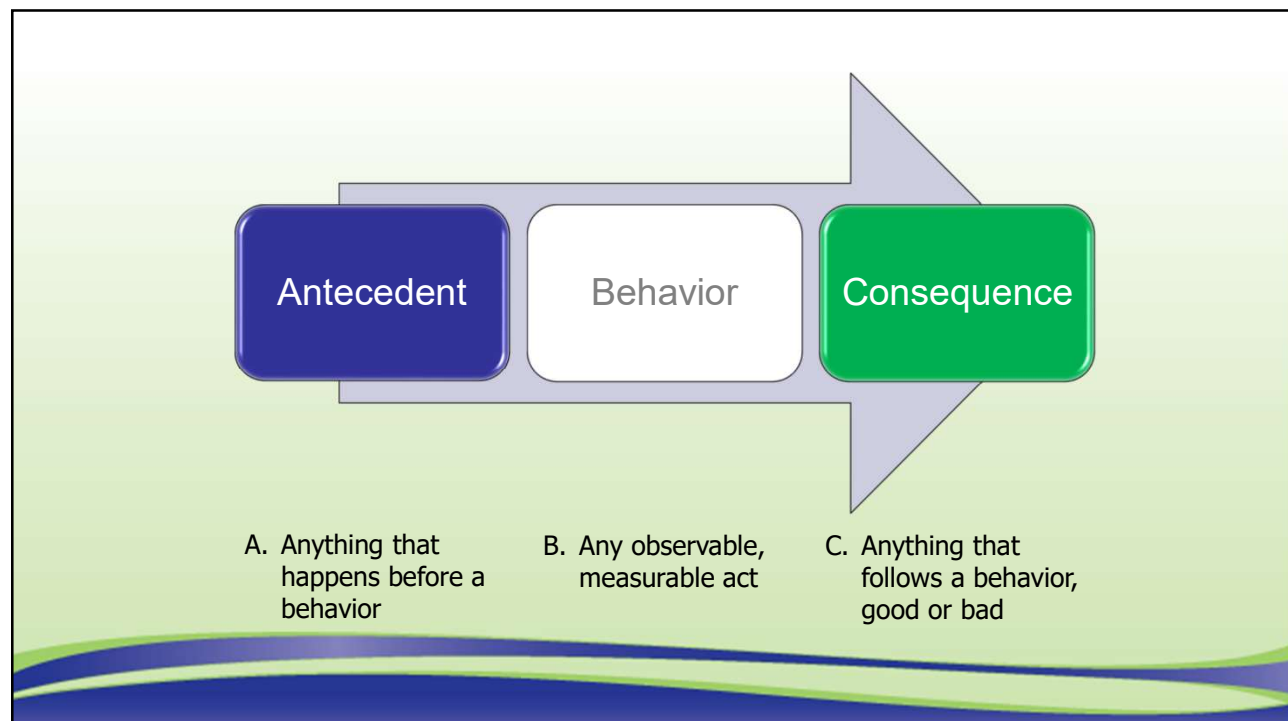 Antecedent
Behavior
Consequence
A. Anything that
happens before a
behavior
B. Any observable,
measurable act
C. Anything that
follows a behavior,
good or bad